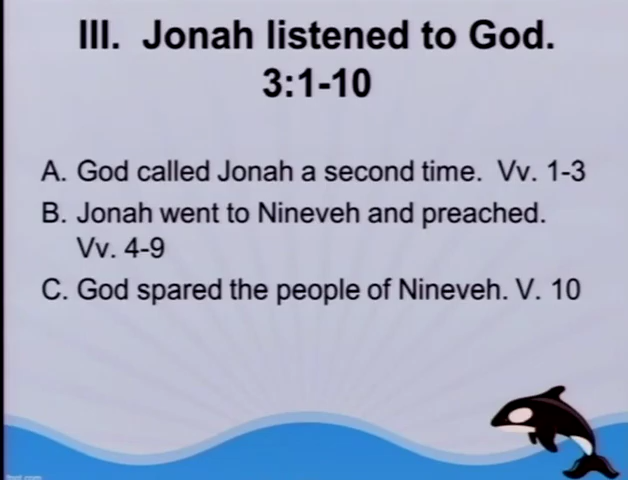 III. Jonah listened to God.
3:1-10
A. God called Jonah a second time. Vv. 1-3
B. Jonah went to Nineveh and preached.
Vv. 4-9
C. God spared the people of Nineveh. V. 10